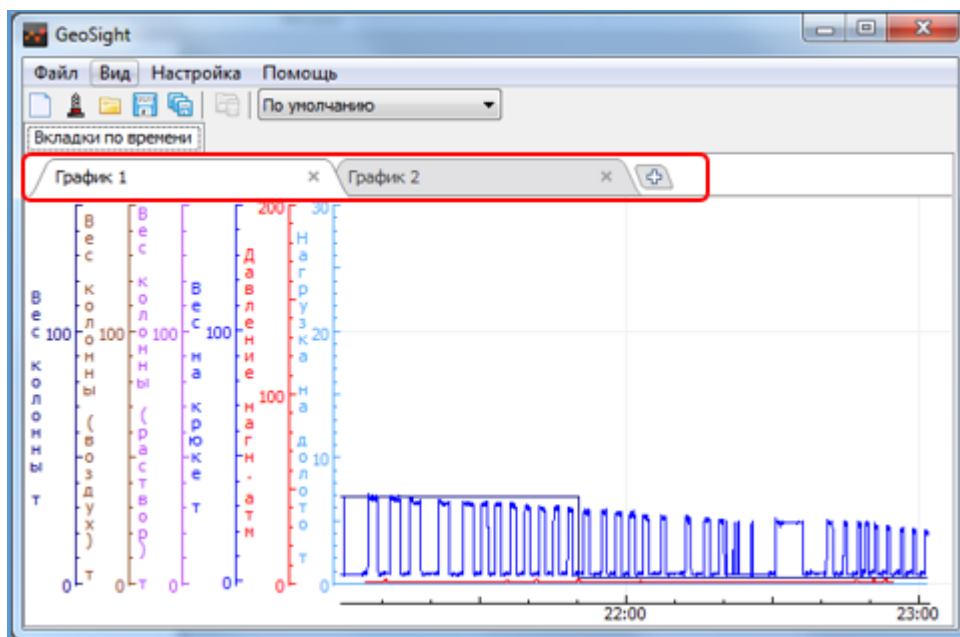 GeoSight
Файл Вид Настройка Помощь
По умолчанию
Вкладки по времени
График 1
График 2
Вес колонны т
100
0
Вес колонны (воздух) т
100
0
Вес колонны (раствор) т
100
0
Вес на крюке т
100
0
Давление нагн. атм
200
100
0
Нагрузка на долото т
30
20
10
0
22:00
23:00